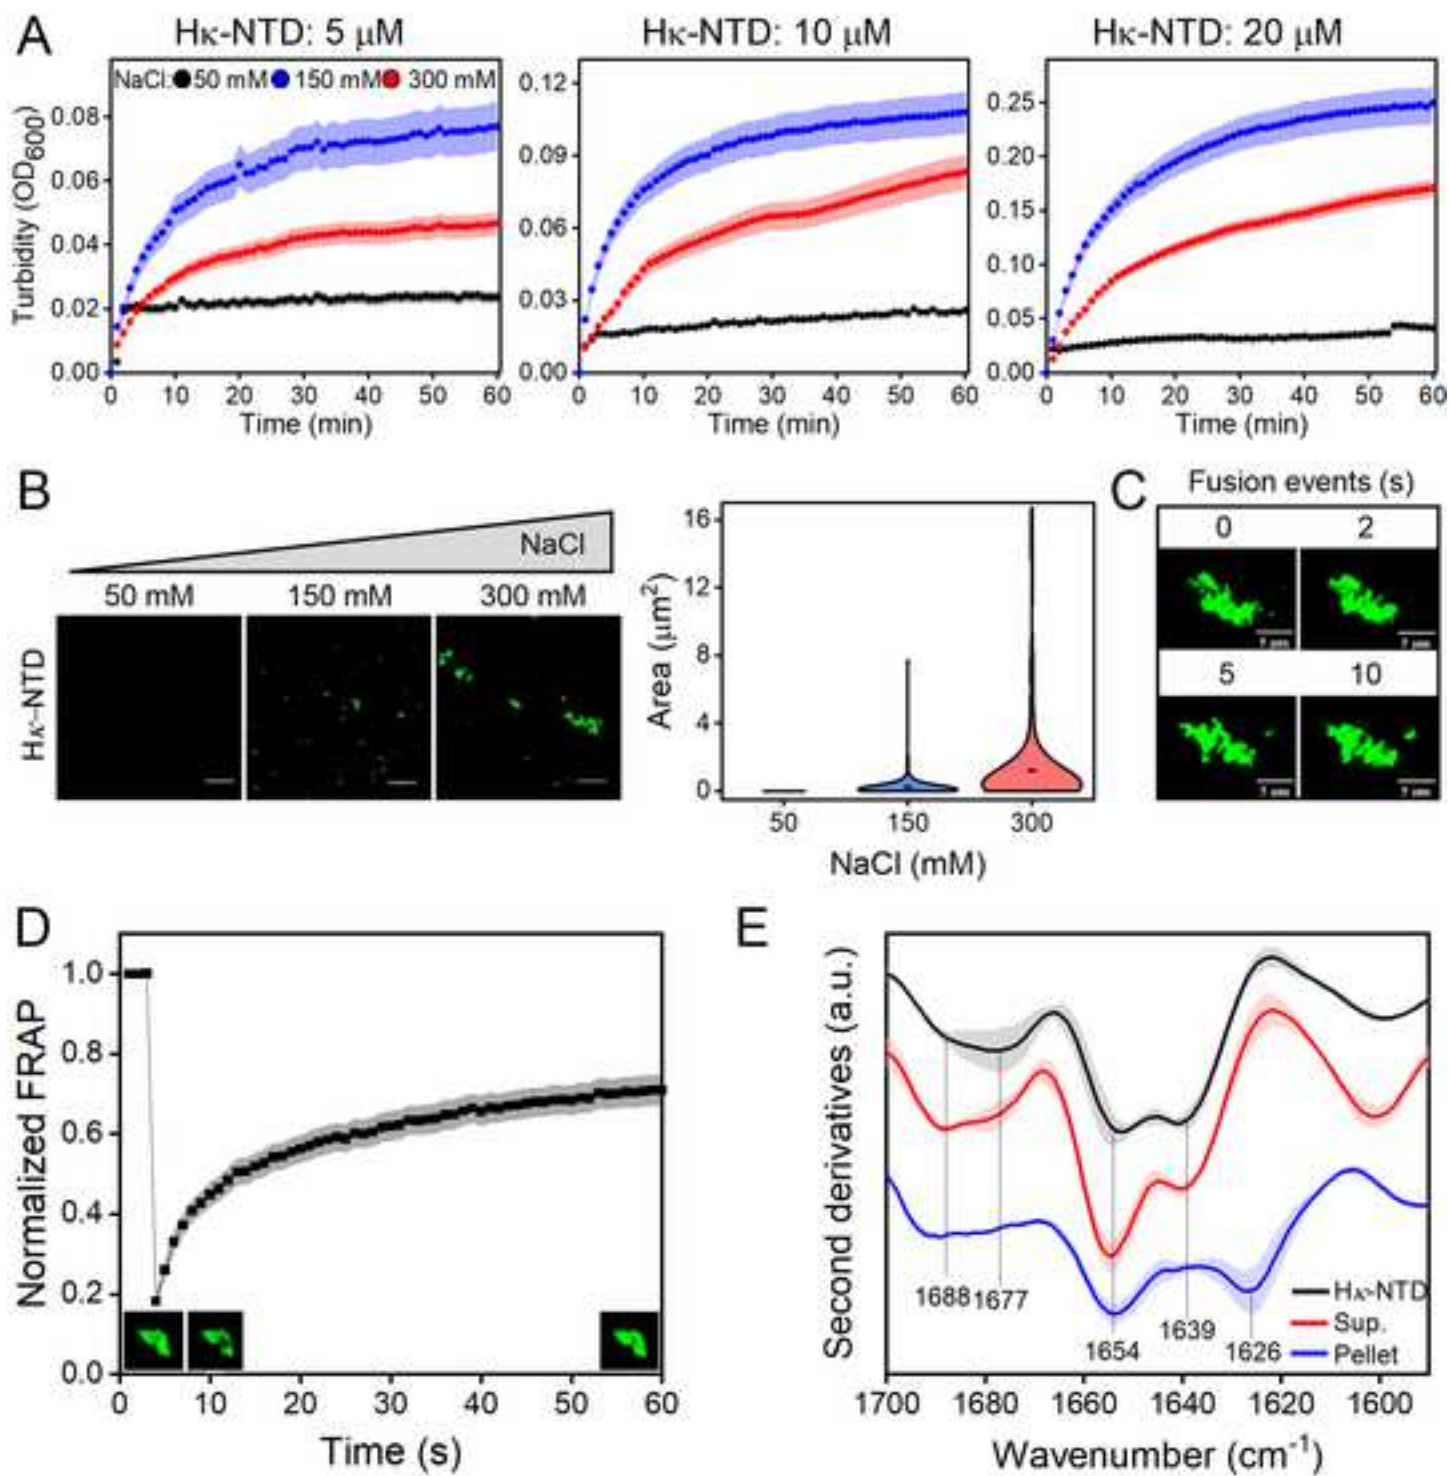 A
Hκ-NTD: 5 μM
Hκ-NTD: 10 μM
Hκ-NTD: 20 μM
NaCl: 50 mM 150 mM 300 mM
Turbidity (OD600)
0.08
0.06
0.04
0.02
0.00
0 10 20 30 40 50 60
Time (min)
0.12
0.09
0.06
0.03
0.00
0 10 20 30 40 50 60
Time (min)
0.25
0.20
0.15
0.10
0.05
0.00
0 10 20 30 40 50 60
Time (min)
B
NaCl
50 mM 150 mM 300 mM
Hκ-NTD
Area (μm2)
16
12
8
4
0
50 150 300
NaCl (mM)
C
Fusion events (s)
0 2
5 10
D
Normalized FRAP
1.0
0.8
0.6
0.4
0.2
0.0
0 10 20 30 40 50 60
Time (s)
E
Second derivatives (a.u.)
1688 1677
1654
1639
1626
Hκ-NTD
Sup.
Pellet
1700 1680 1660 1640 1620 1600
Wavenumber (cm-1)